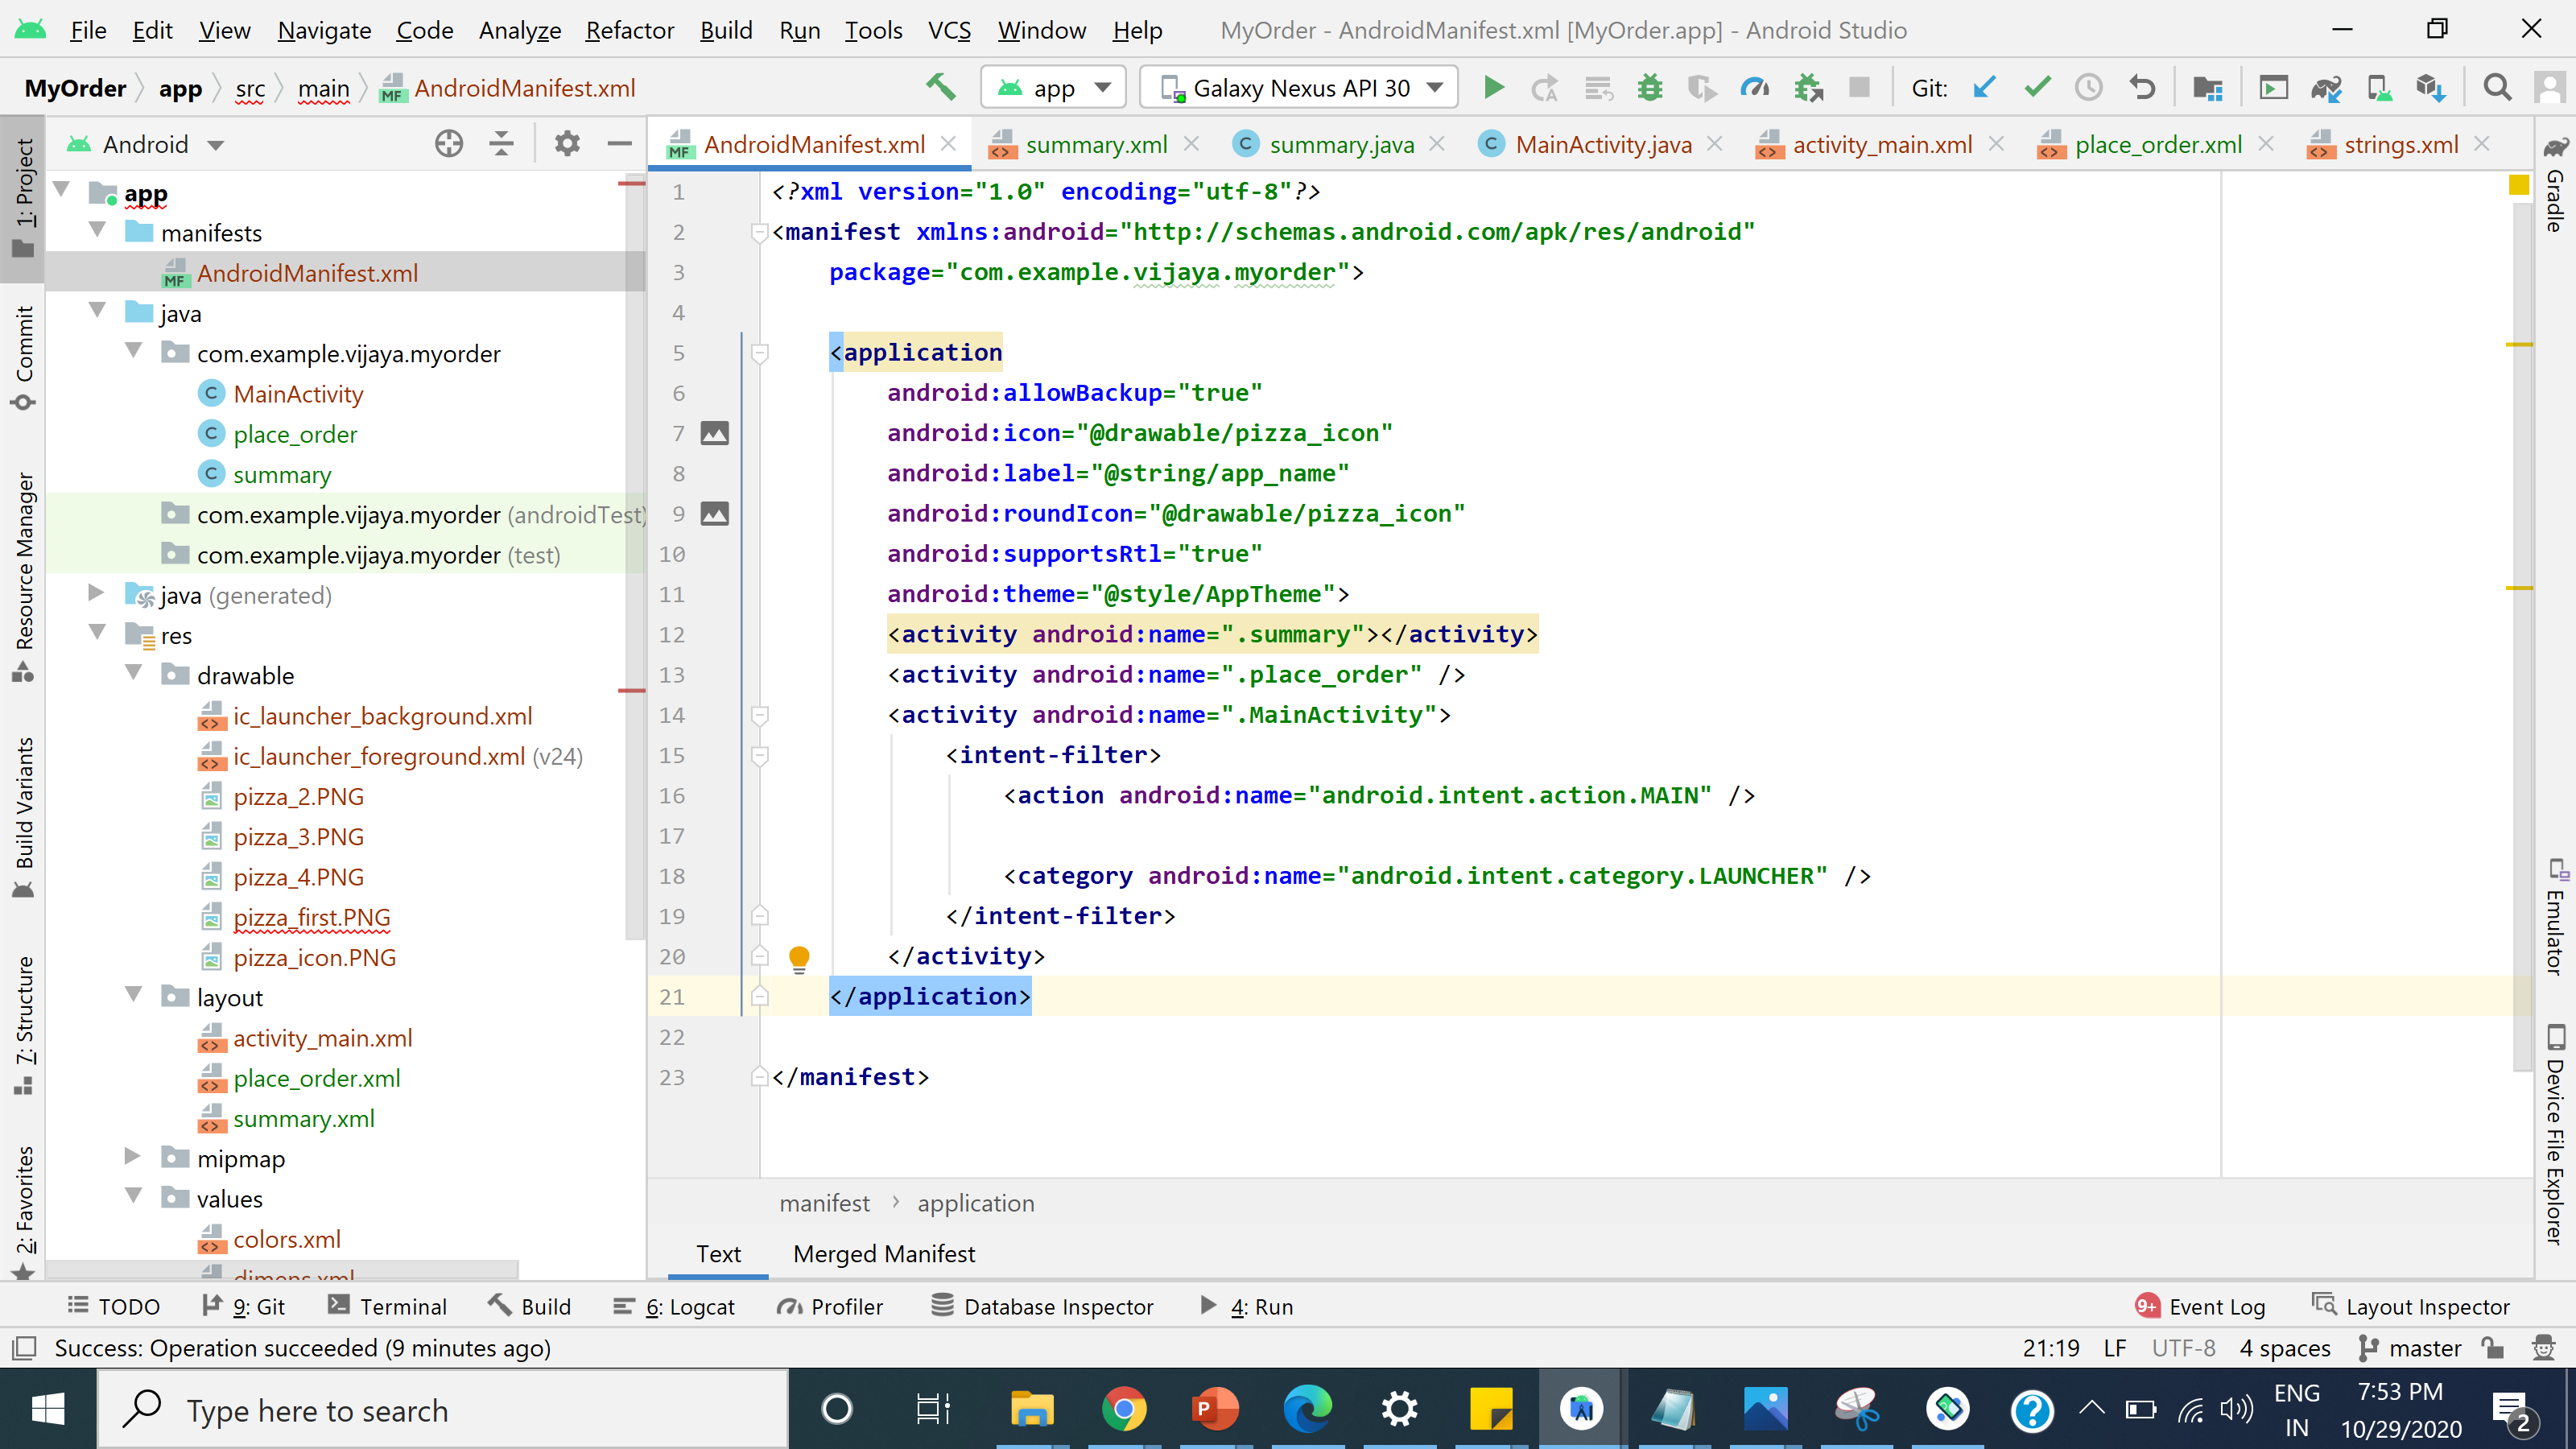 File Edit View Navigate Code Analyze Refactor Build Run Tools VCS Window Help MyOrder - AndroidManifest.xml [MyOrder.app] - Android Studio
MyOrder app src main AndroidManifest.xml app Galaxy Nexus API 30 Git:
Android
AndroidManifest.xml summary.xml summary.java MainActivity.java activity_main.xml place_order.xml strings.xml
1: Project
Commit
Resource Manager
Build Variants
7: Structure
2: Favorites
app
manifests
AndroidManifest.xml
java
com.example.vijaya.myorder
MainActivity
place_order
summary
com.example.vijaya.myorder (androidTest)
com.example.vijaya.myorder (test)
java (generated)
res
drawable
ic_launcher_background.xml
ic_launcher_foreground.xml (v24)
pizza_2.PNG
pizza_3.PNG
pizza_4.PNG
pizza_first.PNG
pizza_icon.PNG
layout
activity_main.xml
place_order.xml
summary.xml
mipmap
values
colors.xml
dimens.xml
1 <?xml version="1.0" encoding="utf-8"?>
2 <manifest xmlns:android="http://schemas.android.com/apk/res/android"
3 package="com.example.vijaya.myorder">
4
5 <application
6 android:allowBackup="true"
7 android:icon="@drawable/pizza_icon"
8 android:label="@string/app_name"
9 android:roundIcon="@drawable/pizza_icon"
10 android:supportsRtl="true"
11 android:theme="@style/AppTheme">
12 <activity android:name=".summary"></activity>
13 <activity android:name=".place_order" />
14 <activity android:name=".MainActivity">
15 <intent-filter>
16 <action android:name="android.intent.action.MAIN" />
17
18 <category android:name="android.intent.category.LAUNCHER" />
19 </intent-filter>
20 </activity>
21 </application>
22
23 </manifest>
manifest › application
Text Merged Manifest
Gradle
Emulator
Device File Explorer
TODO 9: Git Terminal Build 6: Logcat Profiler Database Inspector 4: Run 9+ Event Log Layout Inspector
Success: Operation succeeded (9 minutes ago) 21:19 LF UTF-8 4 spaces master
Type here to search
ENG
IN
7:53 PM
10/29/2020
2